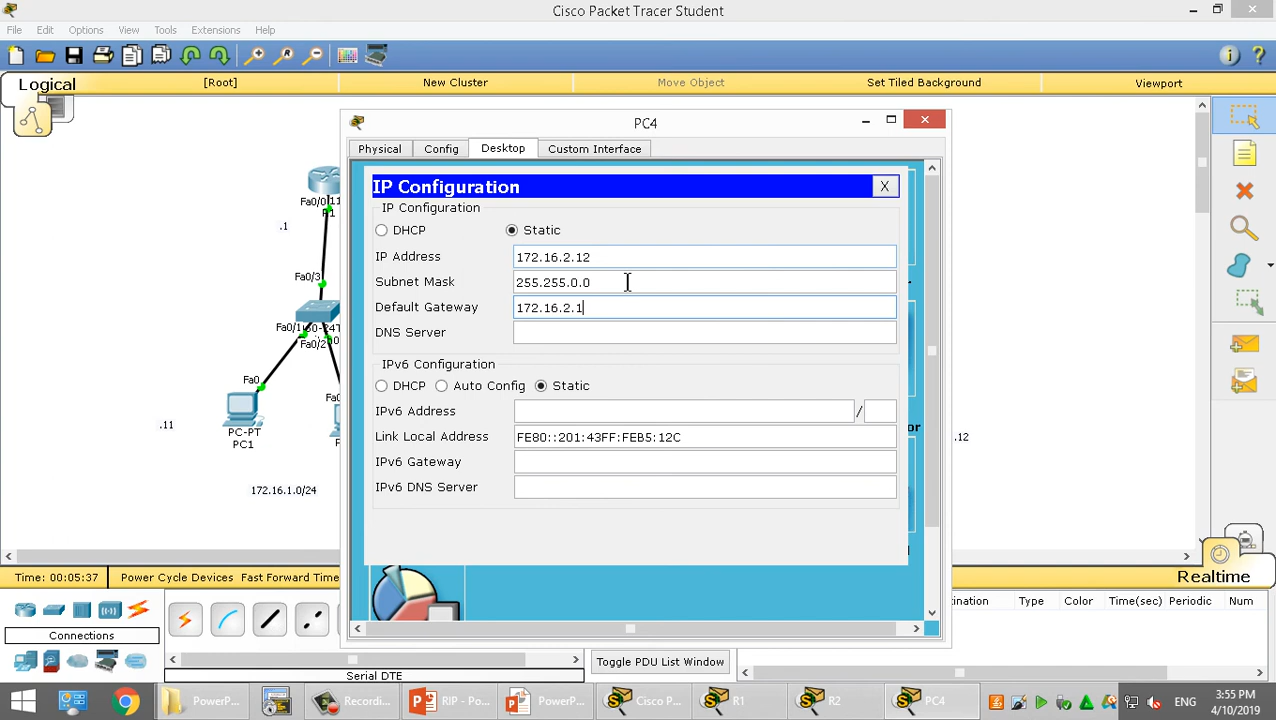 Cisco Packet Tracer Student
File Edit Options View Tools Extensions Help
Logical [Root] New Cluster Move Object Set Tiled Background Viewport
PC4
Physical Config Desktop Custom Interface
IP Configuration X
IP Configuration
DHCP Static
IP Address 172.16.2.12
Subnet Mask 255.255.0.0
Default Gateway 172.16.2.1
DNS Server
IPv6 Configuration
DHCP Auto Config Static
IPv6 Address /
Link Local Address FE80::201:43FF:FEB5:12C
IPv6 Gateway
IPv6 DNS Server
R1
.1
Fa0/3
Fa0/1
Fa0/2
Fa0
.11
PC-PT
PC1
172.16.1.0/24
.12
Time: 00:05:37 Power Cycle Devices Fast Forward Time
Realtime
Connections
Serial DTE
Toggle PDU List Window
Type Color Time(sec) Periodic Num
PowerP... Recordi... RIP - Po... PowerP... Cisco P... R1 R2 PC4
ENG
3:55 PM
4/10/2019